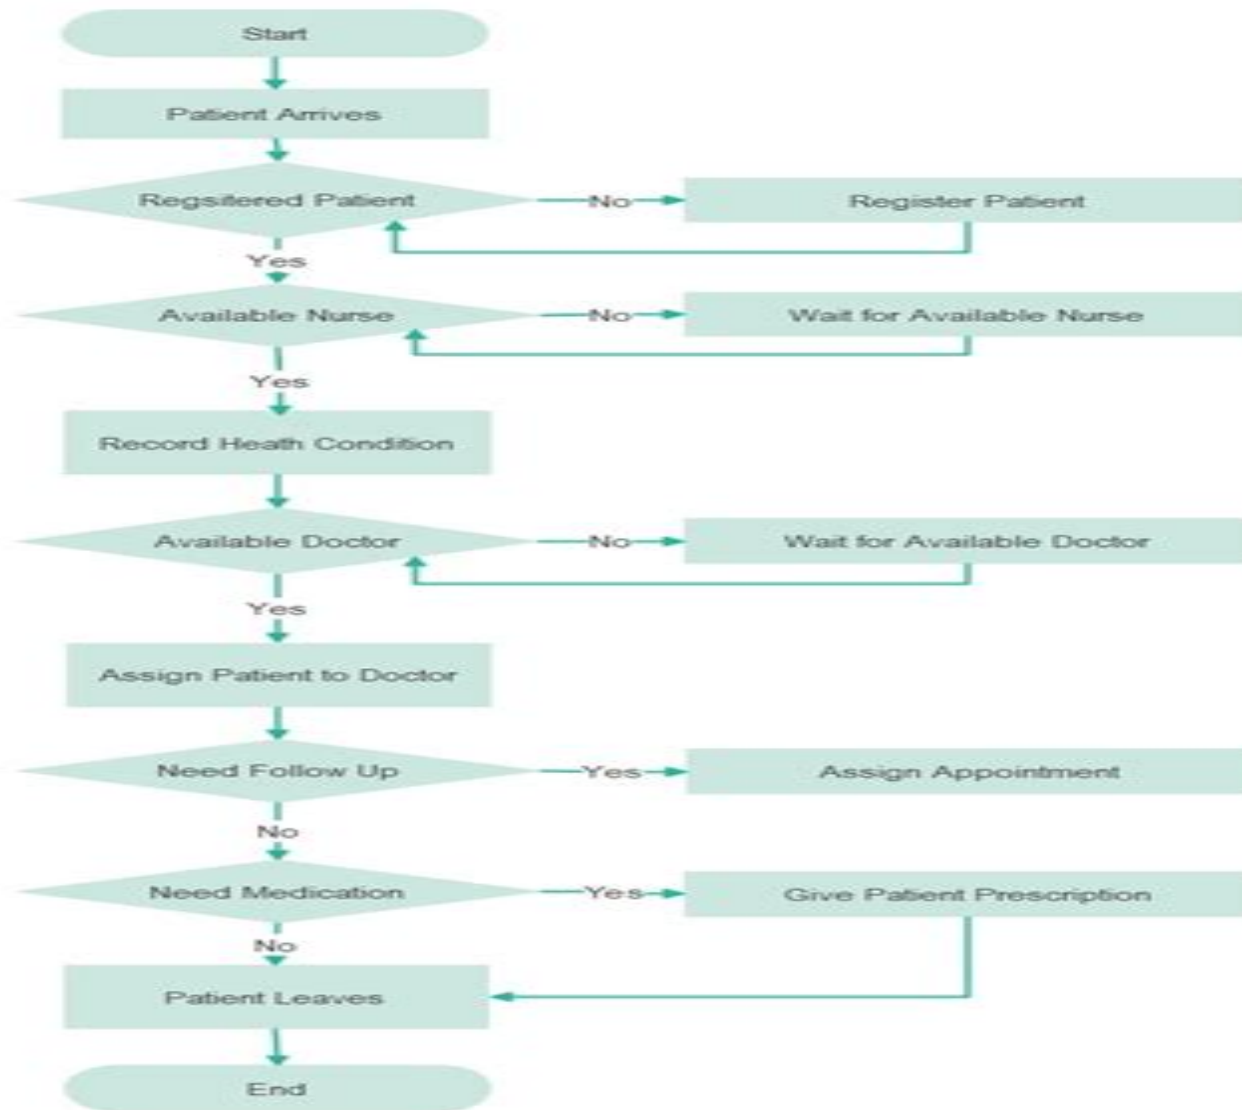 Start
Patient Arrives
Regsitered Patient
No
Register Patient
Yes
Available Nurse
No
Wait for Available Nurse
Yes
Record Heath Condition
Available Doctor
No
Wait for Available Doctor
Yes
Assign Patient to Doctor
Need Follow Up
Yes
Assign Appointment
No
Need Medication
Yes
Give Patient Prescription
No
Patient Leaves
End